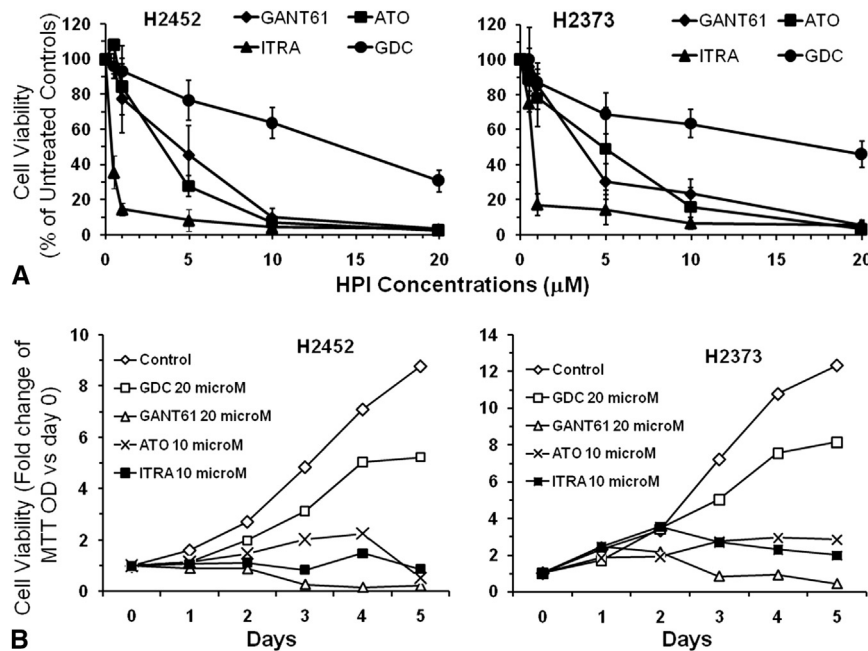 H2452
GANT61
ATO
ITRA
GDC
Cell Viability
(% of Untreated Controls)
120
100
80
60
40
20
0
0 5 10 15 20
H2373
GANT61
ATO
ITRA
GDC
120
100
80
60
40
20
0
0 5 10 15 20
A
HPI Concentrations (µM)
Cell Viability (Fold change of
MTT OD vs day 0)
H2452
Control
GDC 20 microM
GANT61 20 microM
ATO 10 microM
ITRA 10 microM
10
8
6
4
2
0
0 1 2 3 4 5
Days
H2373
Control
GDC 20 microM
GANT61 20 microM
ATO 10 microM
ITRA 10 microM
14
12
10
8
6
4
2
0
0 1 2 3 4 5
Days
B